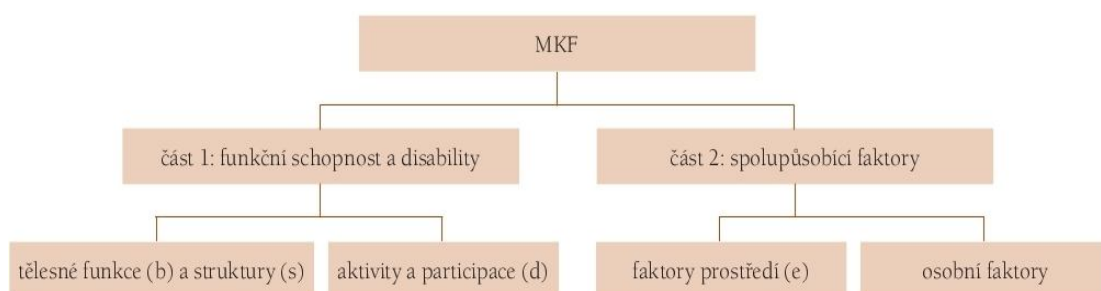 MKF
část 1: funkční schopnost a disability
část 2: spolupůsobící faktory
tělesné funkce (b) a struktury (s)
aktivity a participace (d)
faktory prostředí (e)
osobní faktory